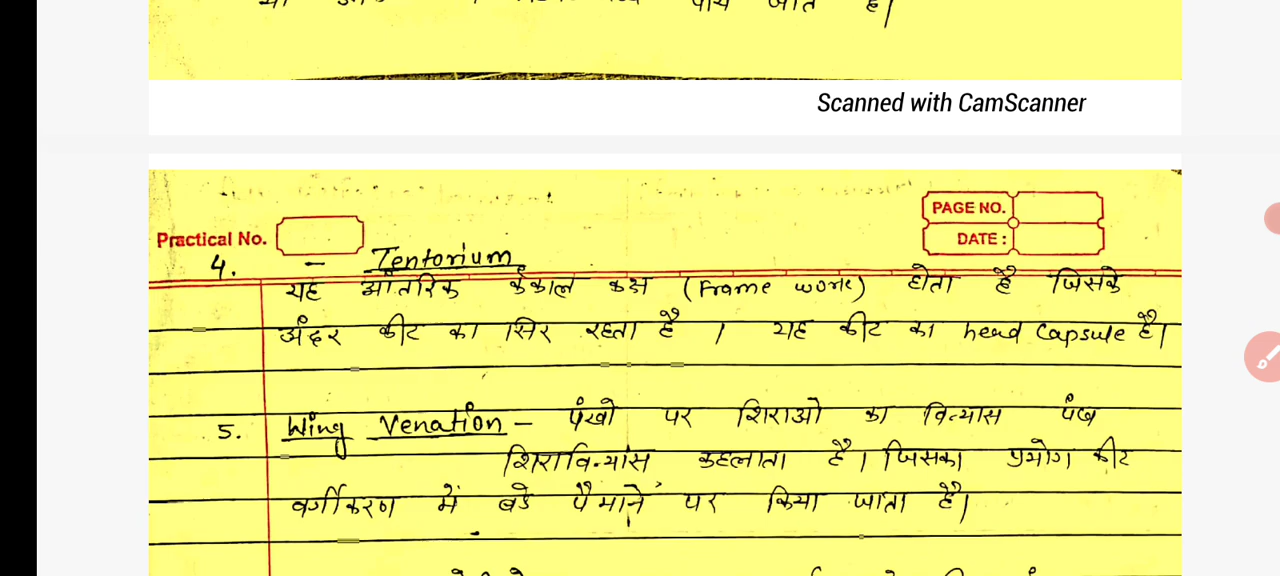 पाये जाते है।
Scanned with CamScanner
PAGE NO.
Practical No.
DATE :
4. – Tentorium
यह आंतरिक कंकाल कक्ष (Frame work) होता है जिसके
अंदर कीट का सिर रहता है । यह कीट का head capsule है।
5. Wing Venation – पंखो पर शिराओ का विन्यास पंख
शिराविन्यास कहलाता है। जिसका प्रयोग कीट
वर्गीकरण में बडे पैमाने पर किया जाता है।